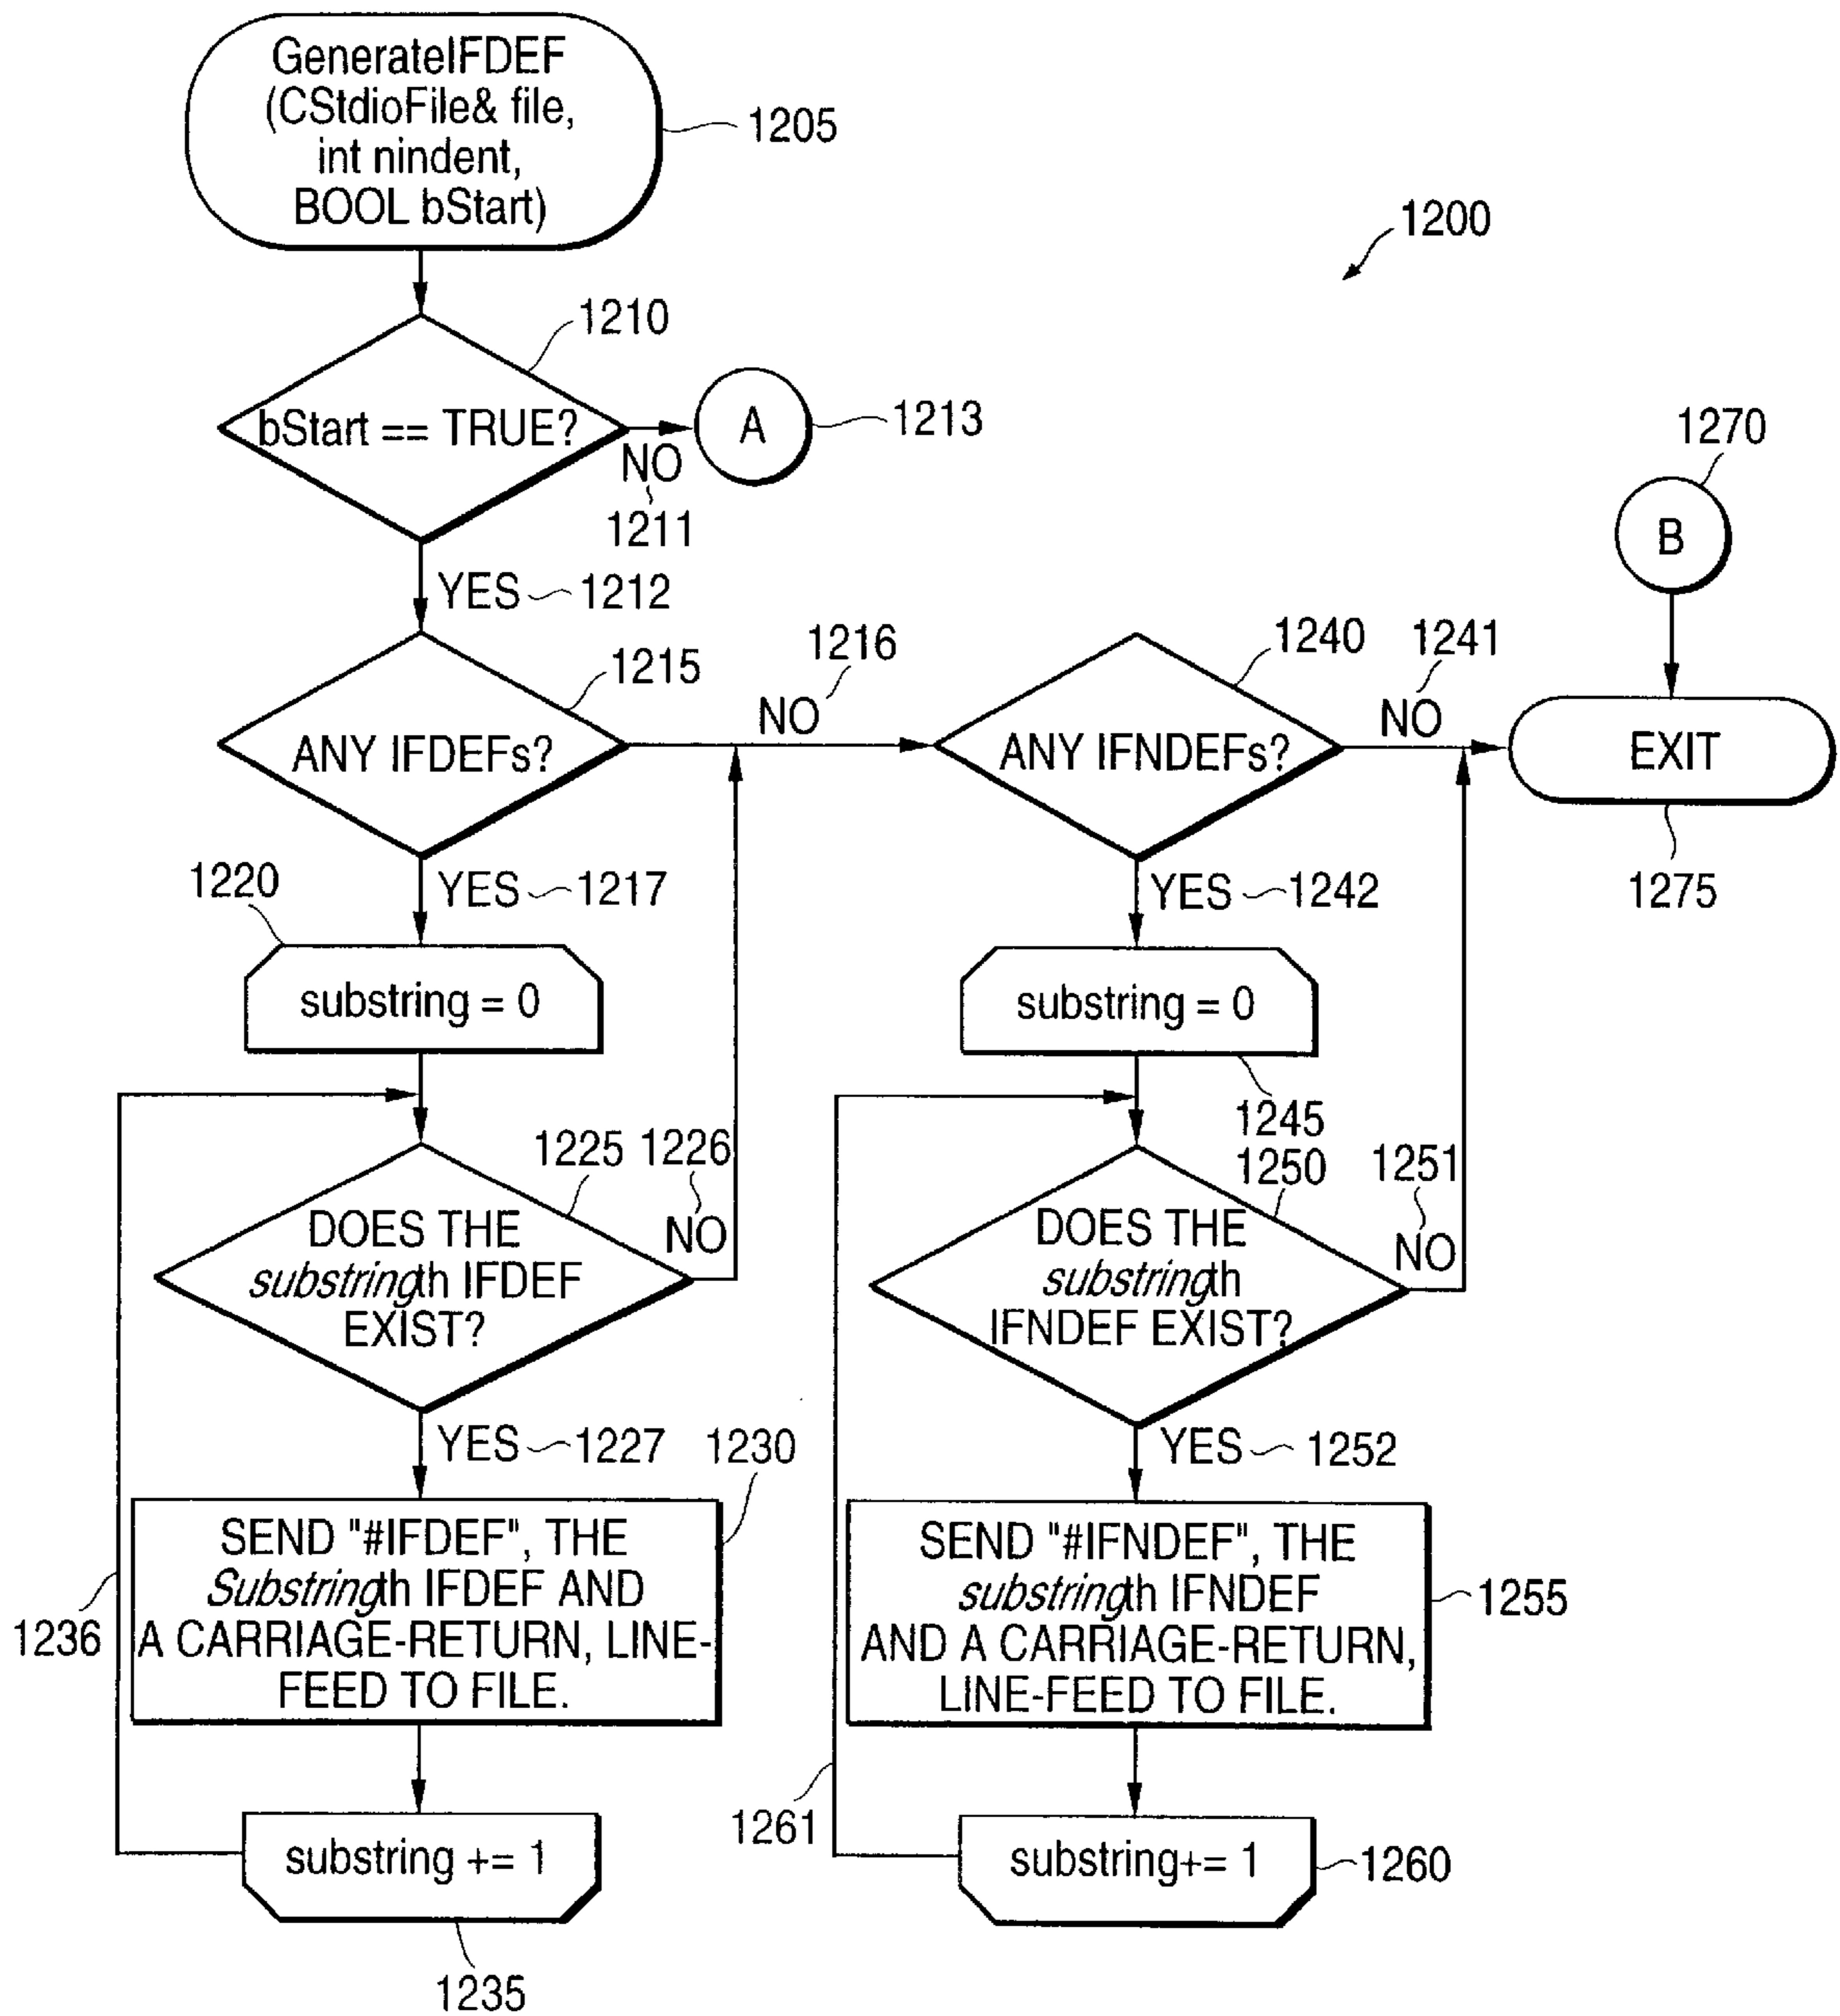 GenerateIFDEF
(CStdioFile& file,
int nindent,
BOOL bStart)
1205
1200
1210
bStart == TRUE?
NO
1211
A
1213
1270
B
YES 1212
1215
ANY IFDEFs?
1216
NO
1240
ANY IFNDEFs?
1241
NO
EXIT
1275
1220
YES 1217
substring = 0
YES 1242
substring = 0
1245
1225
1226
NO
DOES THE
substringth IFDEF
EXIST?
1250
1251
NO
DOES THE
substringth
IFNDEF EXIST?
YES 1227
1230
SEND "#IFDEF", THE
Substringth IFDEF AND
A CARRIAGE-RETURN, LINE-
FEED TO FILE.
1236
YES 1252
SEND "#IFNDEF", THE
substringth IFNDEF
AND A CARRIAGE-RETURN,
LINE-FEED TO FILE.
1255
1261
substring += 1
1235
substring+= 1
1260